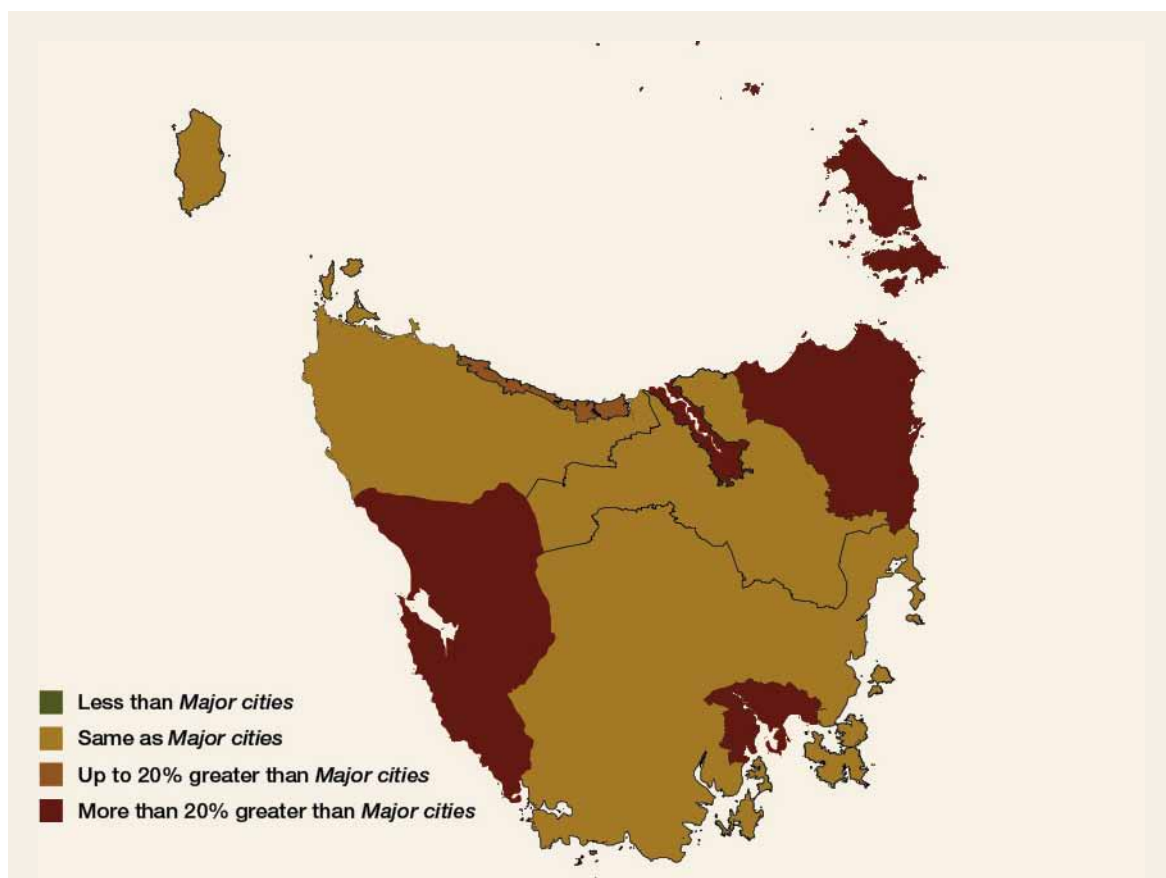 Less than Major cities
Same as Major cities
Up to 20% greater than Major cities
More than 20% greater than Major cities